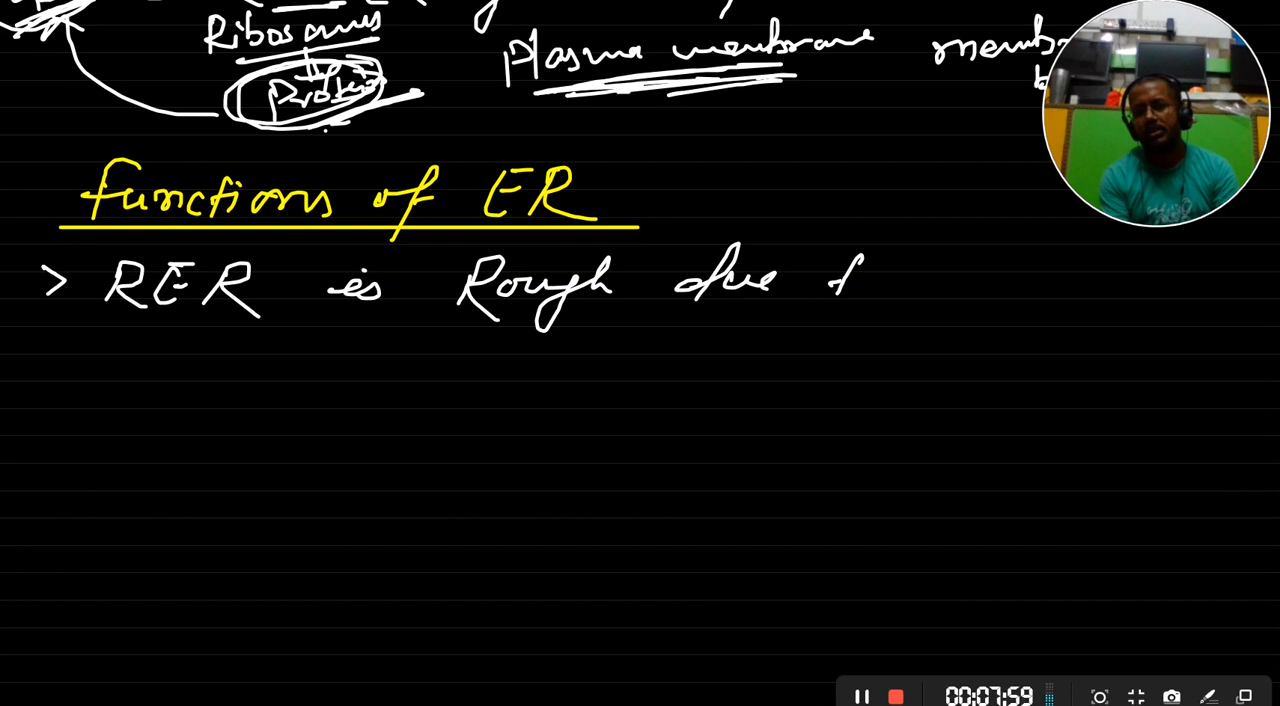 Ribosomes
Protein
Plasma membrane
functions of ER
> RER is Rough due
00:07:59